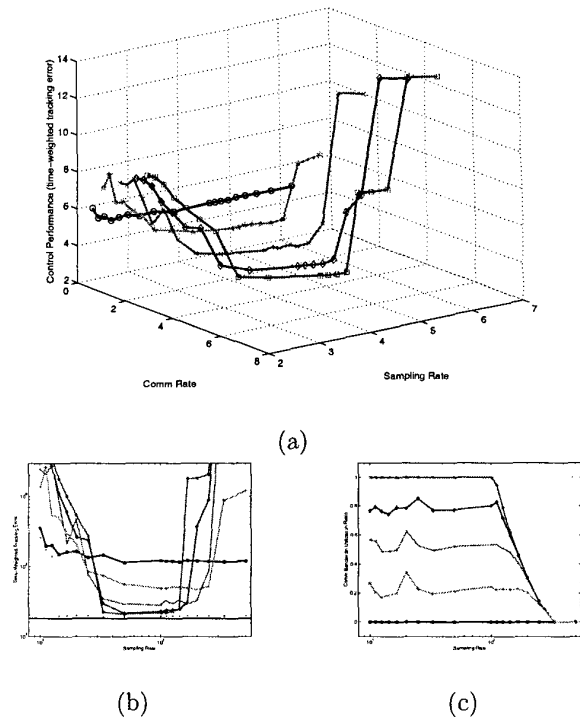 14
12
10
8
6
4
2
0
Control Performance (time-weighted tracking error)
2
4
6
8
2
3
4
5
6
7
Comm Rate
Sampling Rate
(a)
Sampling Rate
Sampling Rate
(b)
(c)